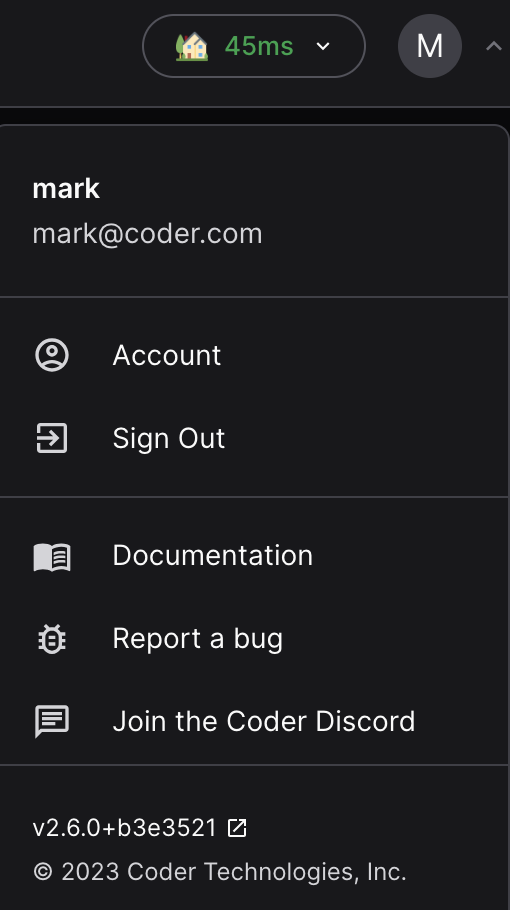 45ms
M
mark
mark@coder.com
Account
Sign Out
Documentation
Report a bug
Join the Coder Discord
v2.6.0+b3e3521
© 2023 Coder Technologies, Inc.